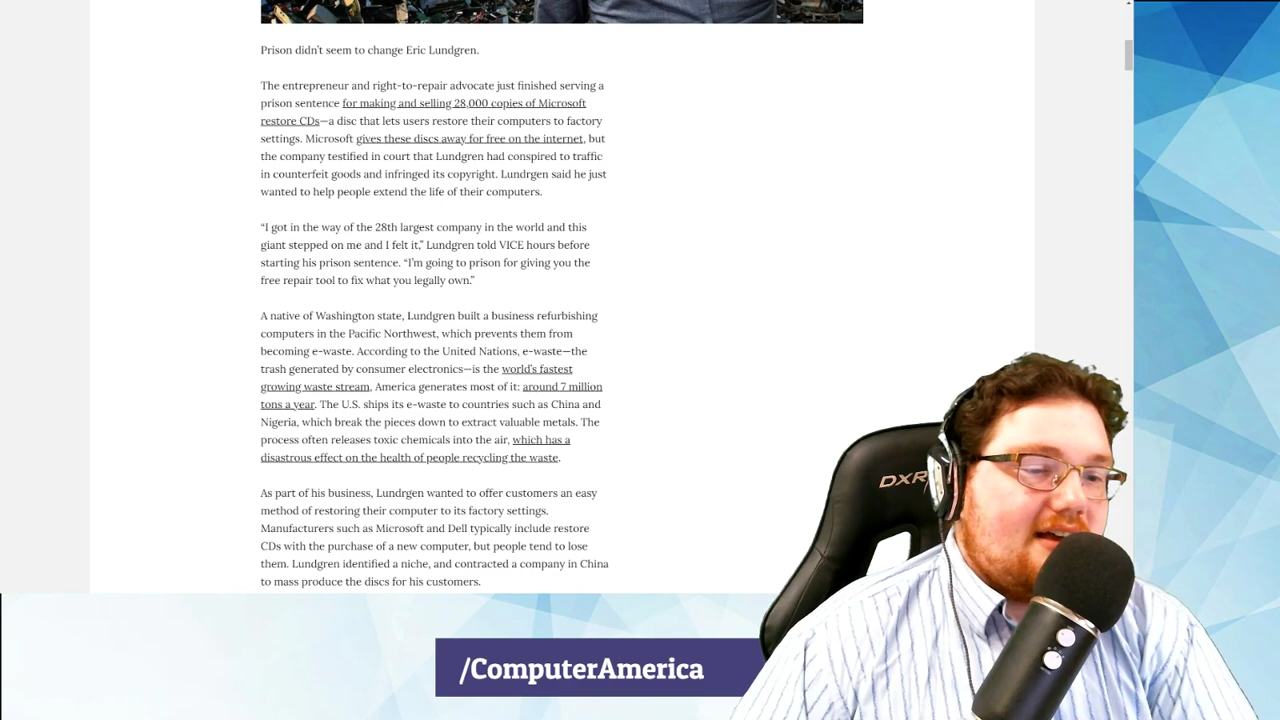 Prison didn’t seem to change Eric Lundgren.
The entrepreneur and right-to-repair advocate just finished serving a
prison sentence for making and selling 28,000 copies of Microsoft
restore CDs—a disc that lets users restore their computers to factory
settings. Microsoft gives these discs away for free on the internet, but
the company testified in court that Lundgren had conspired to traffic
in counterfeit goods and infringed its copyright. Lundrgen said he just
wanted to help people extend the life of their computers.
“I got in the way of the 28th largest company in the world and this
giant stepped on me and I felt it,” Lundgren told VICE hours before
starting his prison sentence. “I’m going to prison for giving you the
free repair tool to fix what you legally own.”
A native of Washington state, Lundgren built a business refurbishing
computers in the Pacific Northwest, which prevents them from
becoming e-waste. According to the United Nations, e-waste—the
trash generated by consumer electronics—is the world’s fastest
growing waste stream, America generates most of it: around 7 million
tons a year. The U.S. ships its e-waste to countries such as China and
Nigeria, which break the pieces down to extract valuable metals. The
process often releases toxic chemicals into the air, which has a
disastrous effect on the health of people recycling the waste.
As part of his business, Lundrgen wanted to offer customers an easy
method of restoring their computer to its factory settings.
Manufacturers such as Microsoft and Dell typically include restore
CDs with the purchase of a new computer, but people tend to lose
them. Lundgren identified a niche, and contracted a company in China
to mass produce the discs for his customers.
DXR
/ComputerAmerica